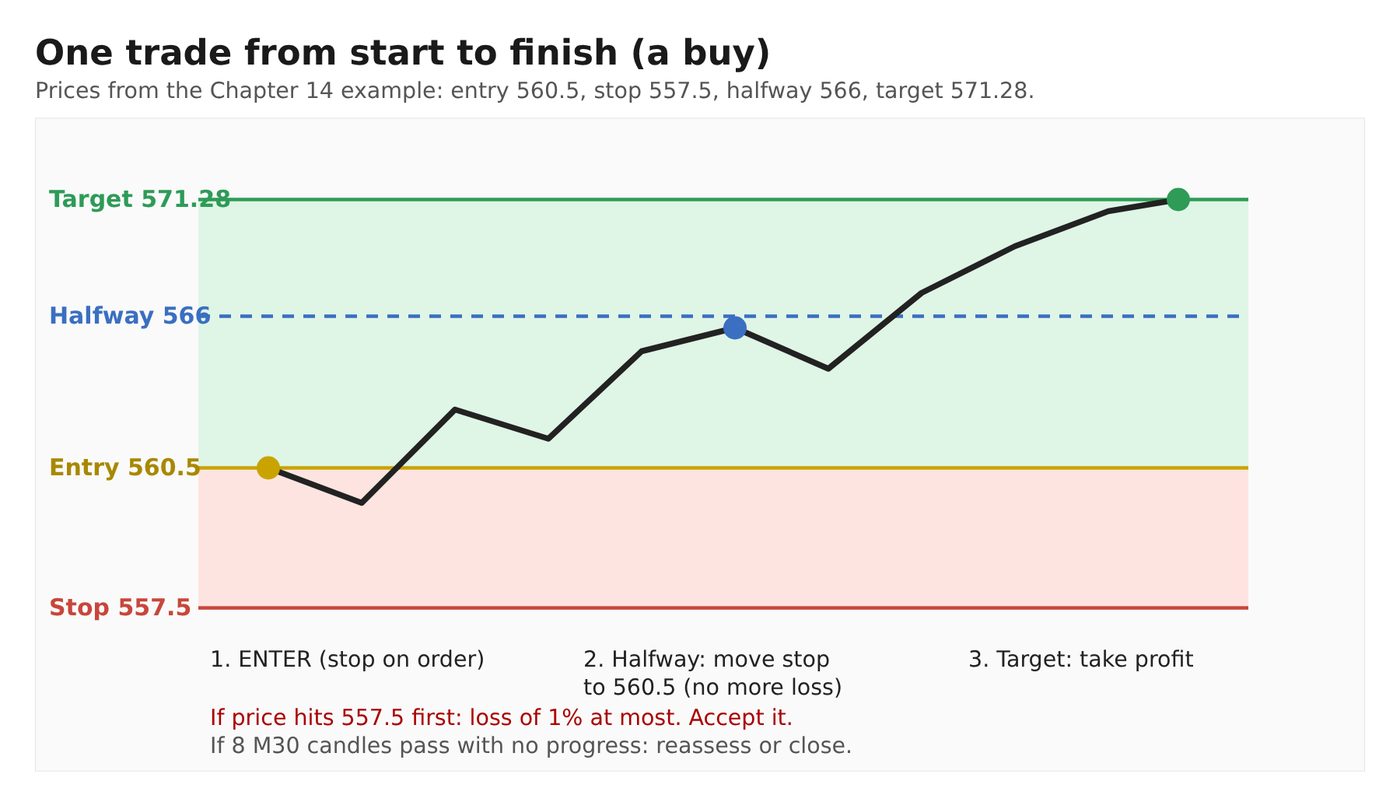 One trade from start to finish (a buy)
Prices from the Chapter 14 example: entry 560.5, stop 557.5, halfway 566, target 571.28.
Target 571.28
Halfway 566
Entry 560.5
Stop 557.5
1. ENTER (stop on order)
2. Halfway: move stop
to 560.5 (no more loss)
3. Target: take profit
If price hits 557.5 first: loss of 1% at most. Accept it.
If 8 M30 candles pass with no progress: reassess or close.